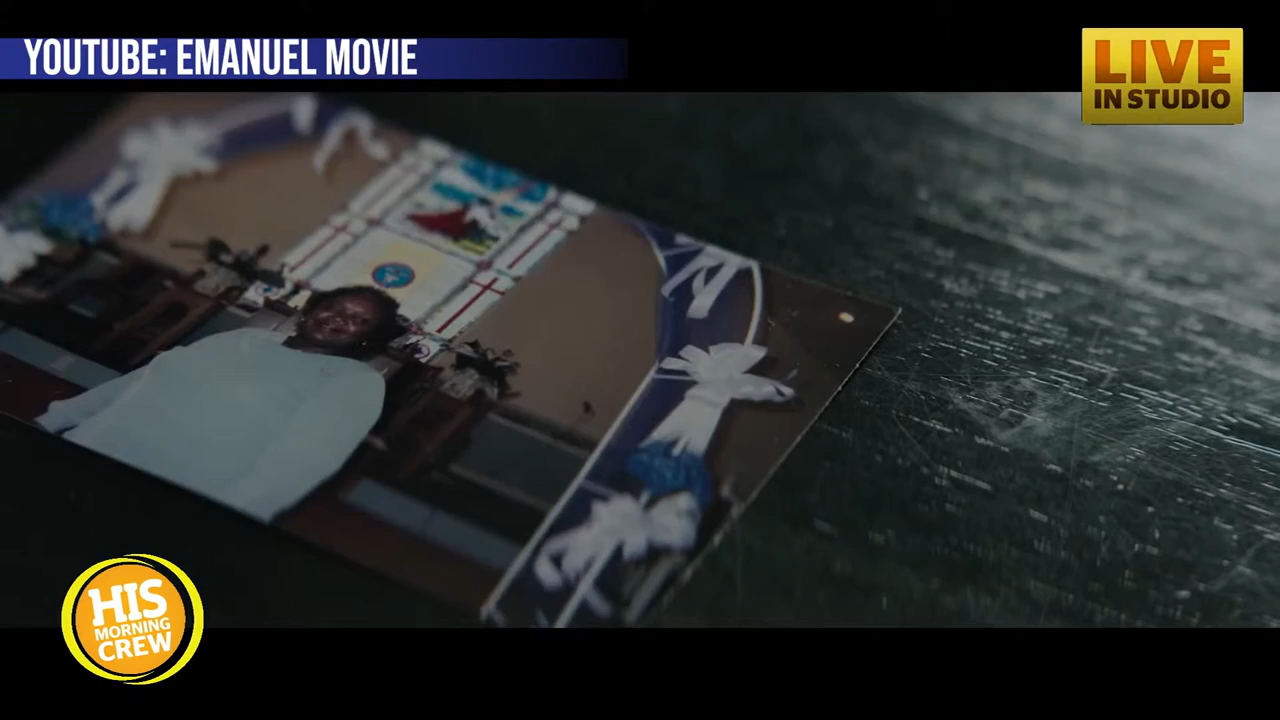 YOUTUBE: EMANUEL MOVIE
LIVE
IN STUDIO
HIS
MORNING
CREW